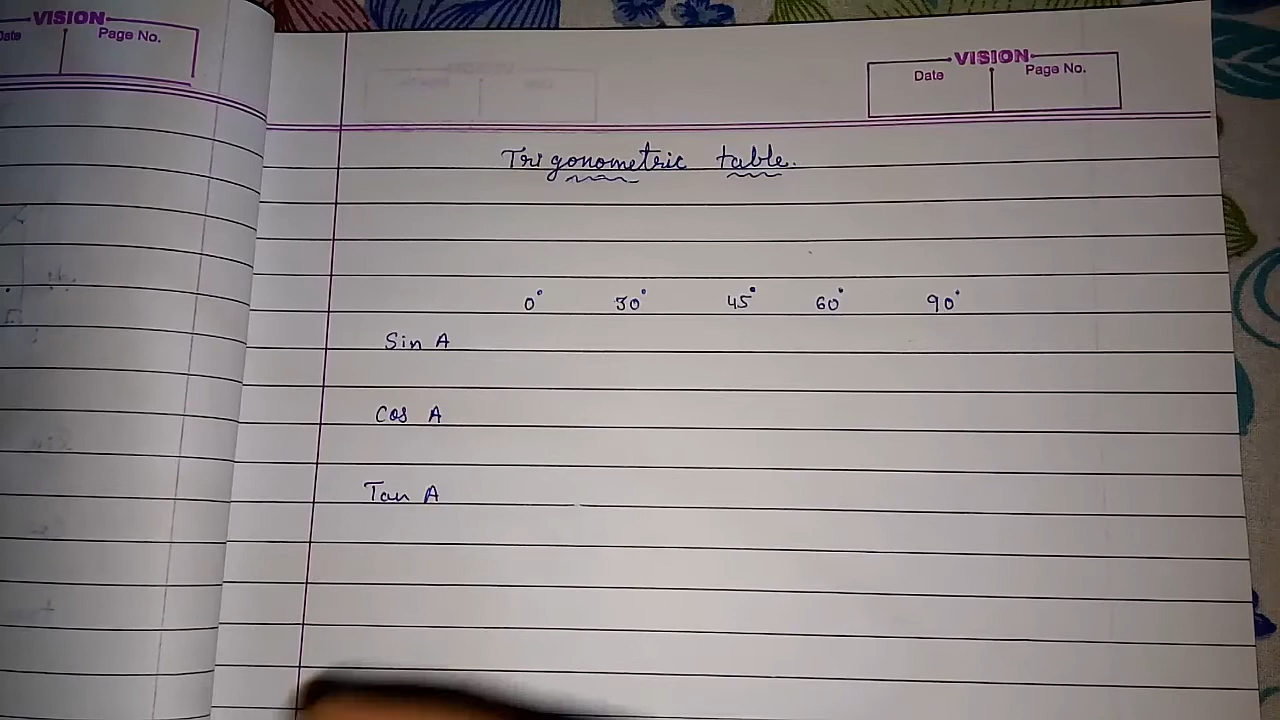 VISION
Date Page No.
VISION
Date Page No.
Trigonometric table.
0° 30° 45° 60° 90°
Sin A
Cos A
Tan A